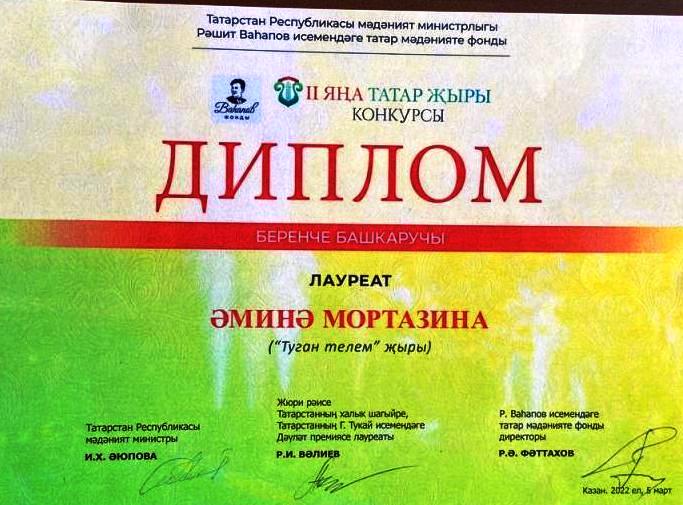 Татарстан Республикасы мәдәният министрлыгы
Рәшит Ваһапов исемендәге татар мәдәнияте фонды
Ваһапов
ФОНДЫ
II ЯҢА ТАТАР ҖЫРЫ
КОНКУРСЫ
ДИПЛОМ
БЕРЕНЧЕ БАШКАРУЧЫ
ЛАУРЕАТ
ӘМИНӘ МОРТАЗИНА
(“Туган телем” җыры)
Татарстан Республикасы
мәдәният министры
И.Х. ӘЮПОВА
Жюри рәисе
Татарстанның халык шагыйре,
Татарстанның Г. Тукай исемендәге
Дәүләт премиясе лауреаты
Р.И. ВӘЛИЕВ
Р. Ваһапов исемендәге
татар мәдәнияте фонды
директоры
Р.Ә. ФӘТТАХОВ
Казан. 2022 ел, 5 март